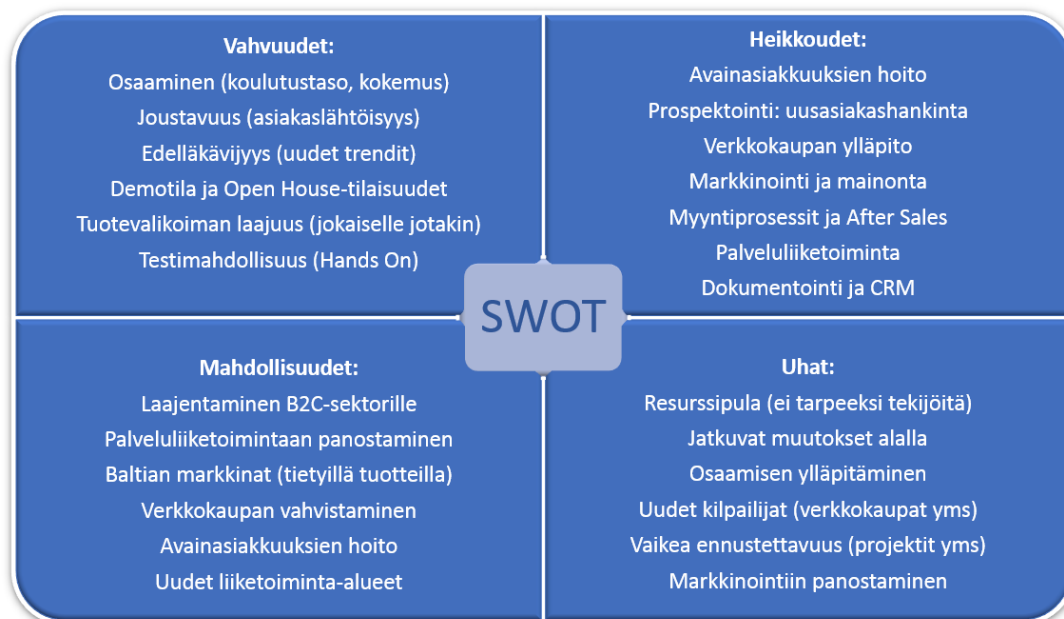 Vahvuudet:
Osaaminen (koulutustaso, kokemus)
Joustavuus (asiakaslähtöisyys)
Edelläkävijyys (uudet trendit)
Demotila ja Open House-tilaisuudet
Tuotevalikoiman laajuus (jokaiselle jotakin)
Testimahdollisuus (Hands On)
Heikkoudet:
Avainasiakkuuksien hoito
Prospektointi: uusasiakashankinta
Verkkokaupan ylläpito
Markkinointi ja mainonta
Myyntiprosessit ja After Sales
Palveluliiketoiminta
Dokumentointi ja CRM
SWOT
Mahdollisuudet:
Laajentaminen B2C-sektorille
Palveluliiketoimintaan panostaminen
Baltian markkinat (tietyillä tuotteilla)
Verkkokaupan vahvistaminen
Avainasiakkuuksien hoito
Uudet liiketoiminta-alueet
Uhat:
Resurssipula (ei tarpeeksi tekijöitä)
Jatkuvat muutokset alalla
Osaamisen ylläpitäminen
Uudet kilpailijat (verkkokaupat yms)
Vaikea ennustettavuus (projektit yms)
Markkinointiin panostaminen